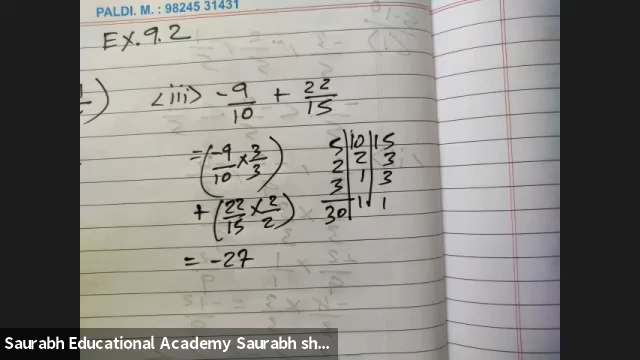 PALDI. M. : 98245 31431
EX.9.2
<iii> -9/10 + 22/15
= (-9/10 × 3/3)
+ (22/15 × 2/2)
= -27
5 | 10 | 15
2 | 2 | 3
3 | 1 | 3
30 | 1 | 1
Saurabh Educational Academy Saurabh sh...